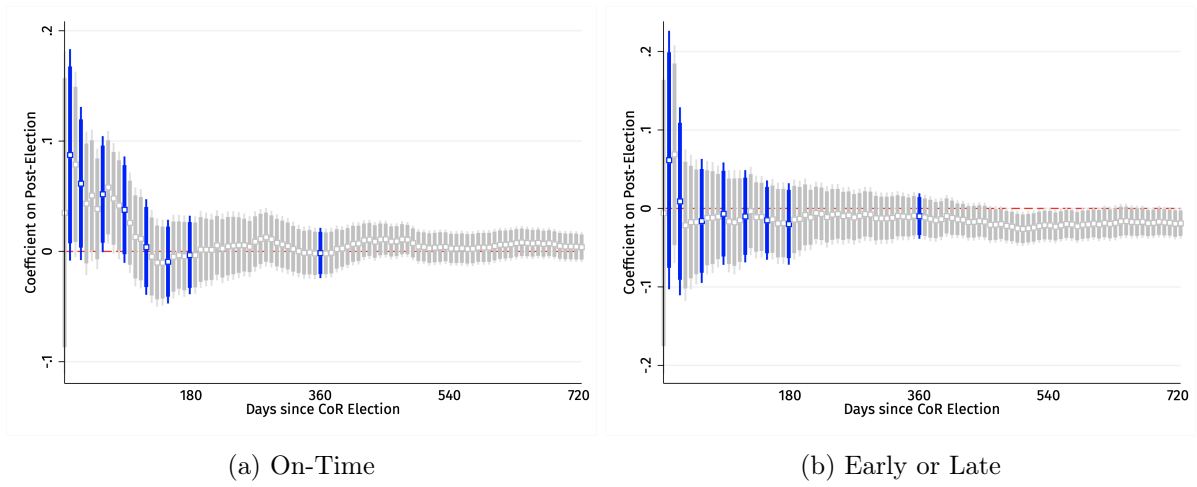 .2
.1
0
-.1
Coefficient on Post-Election
180
360
540
720
Days since CoR Election
(a) On-Time
.2
.1
0
-.1
-.2
Coefficient on Post-Election
180
360
540
720
Days since CoR Election
(b) Early or Late